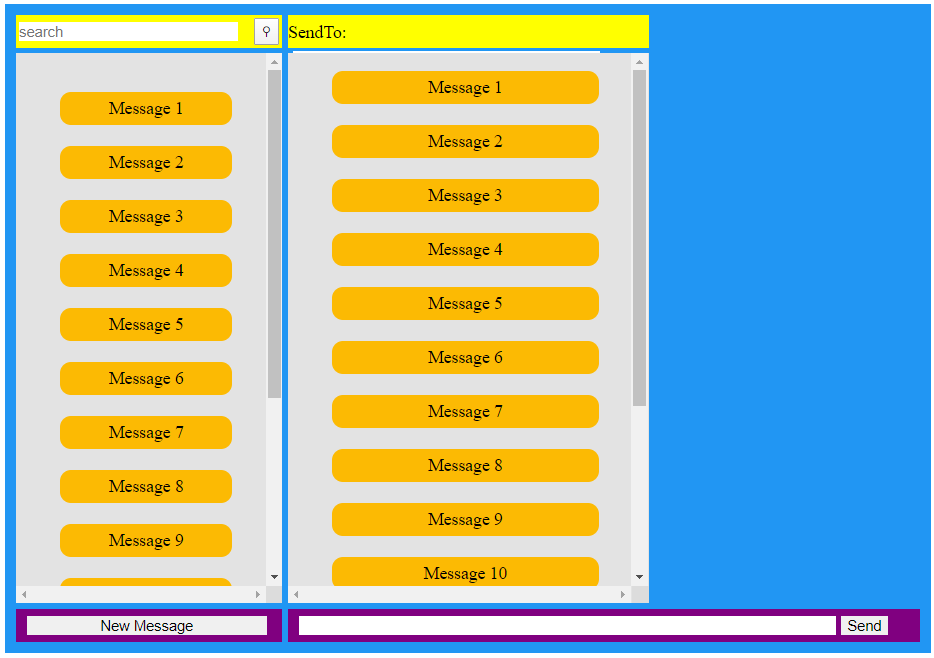 search
SendTo:
Message 1
Message 2
Message 3
Message 4
Message 5
Message 6
Message 7
Message 8
Message 9
Message 1
Message 2
Message 3
Message 4
Message 5
Message 6
Message 7
Message 8
Message 9
Message 10
New Message
Send